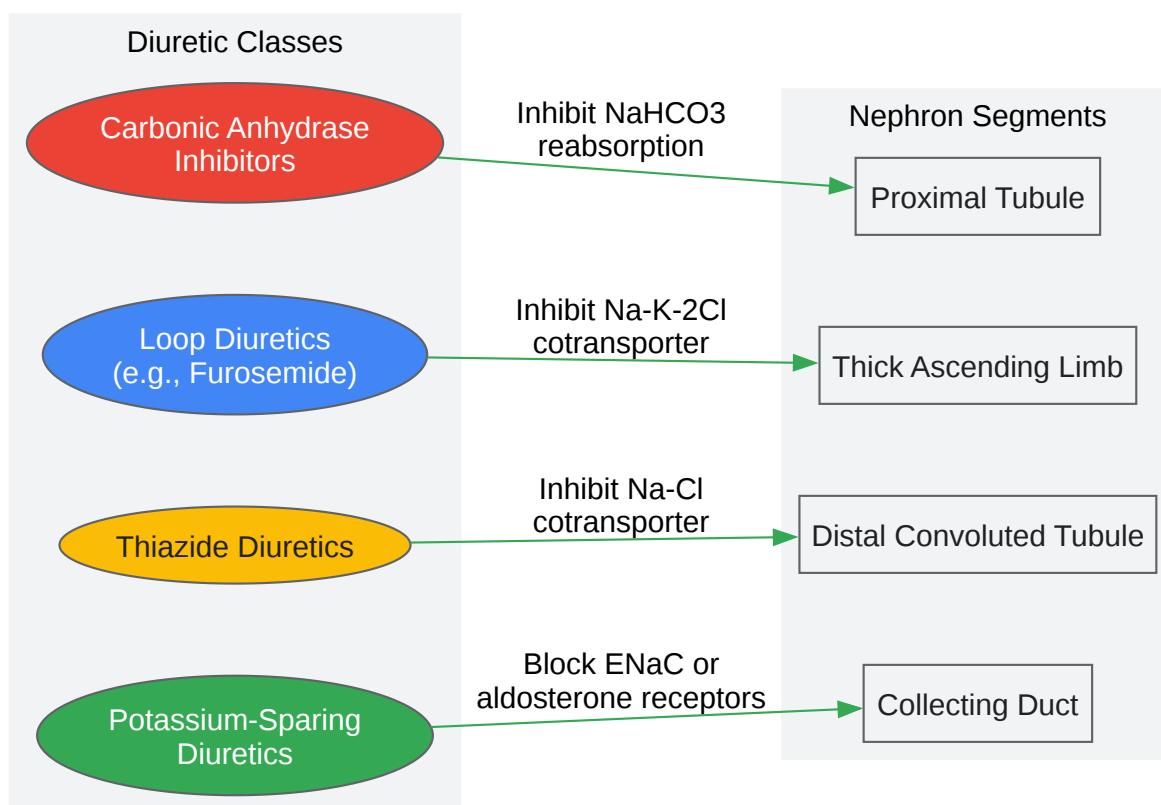 Diuretic Classes
Carbonic Anhydrase
Inhibitors
Inhibit NaHCO3
reabsorption
Nephron Segments
Proximal Tubule
Loop Diuretics
(e.g., Furosemide)
Inhibit Na-K-2Cl
cotransporter
Thick Ascending Limb
Thiazide Diuretics
Inhibit Na-Cl
cotransporter
Distal Convoluted Tubule
Potassium-Sparing
Diuretics
Block ENaC or
aldosterone receptors
Collecting Duct